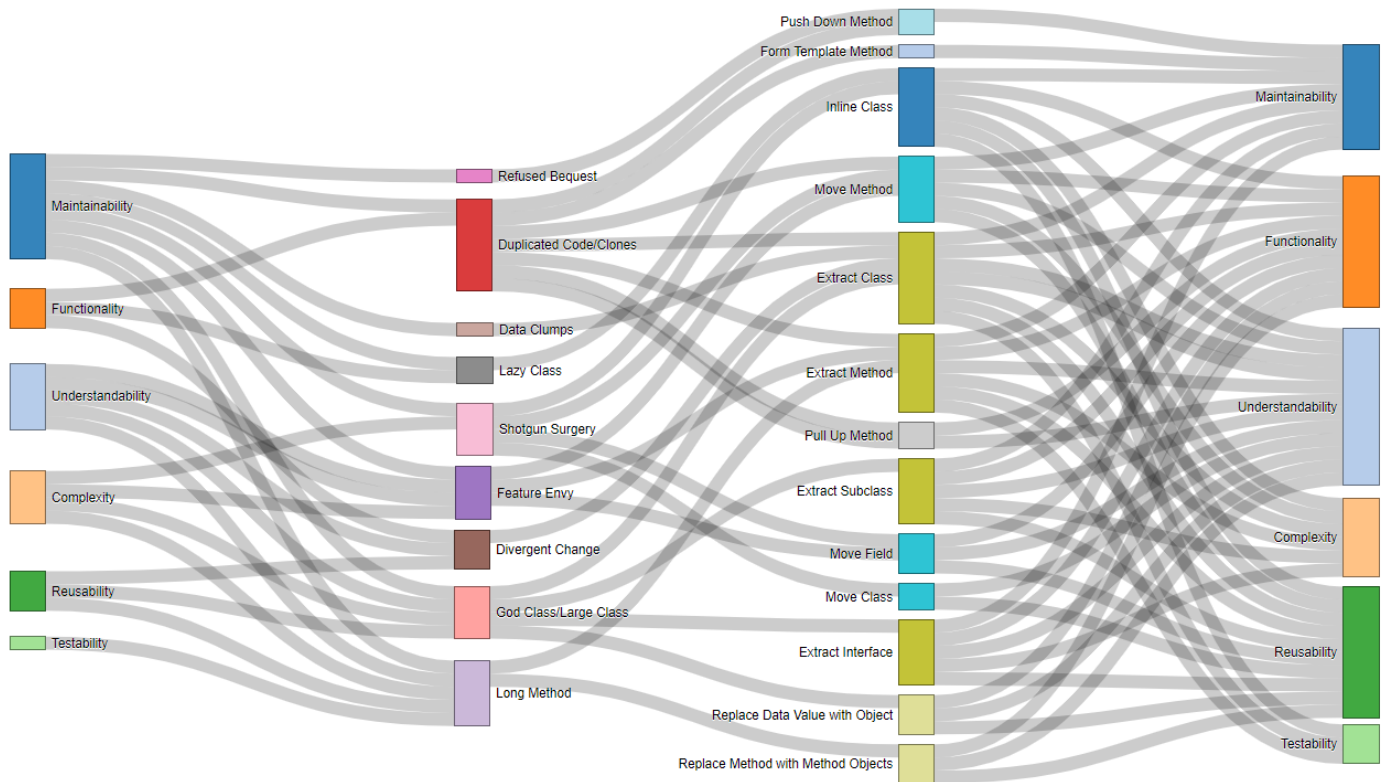 Maintainability
Functionality
Understandability
Complexity
Reusability
Testability
Refused Bequest
Duplicated Code/Clones
Data Clumps
Lazy Class
Shotgun Surgery
Feature Envy
Divergent Change
God Class/Large Class
Long Method
Push Down Method
Form Template Method
Inline Class
Move Method
Extract Class
Extract Method
Pull Up Method
Extract Subclass
Move Field
Move Class
Extract Interface
Replace Data Value with Object
Replace Method with Method Objects
Maintainability
Functionality
Understandability
Complexity
Reusability
Testability